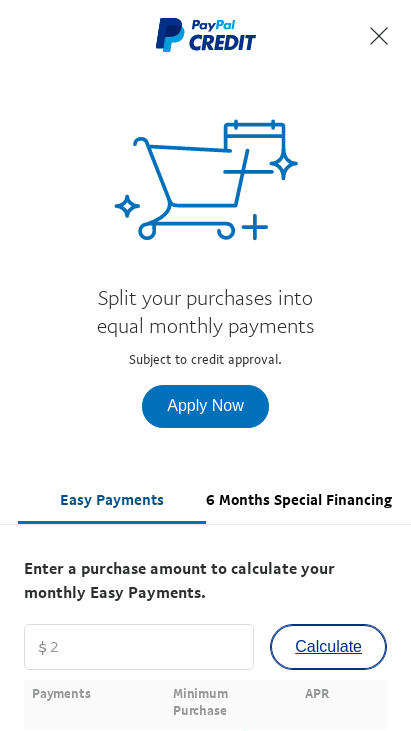 PayPal
CREDIT
Split your purchases into
equal monthly payments
Subject to credit approval.
Apply Now
Easy Payments
6 Months Special Financing
Enter a purchase amount to calculate your
monthly Easy Payments.
$ 2
Calculate
Payments
Minimum
Purchase
APR